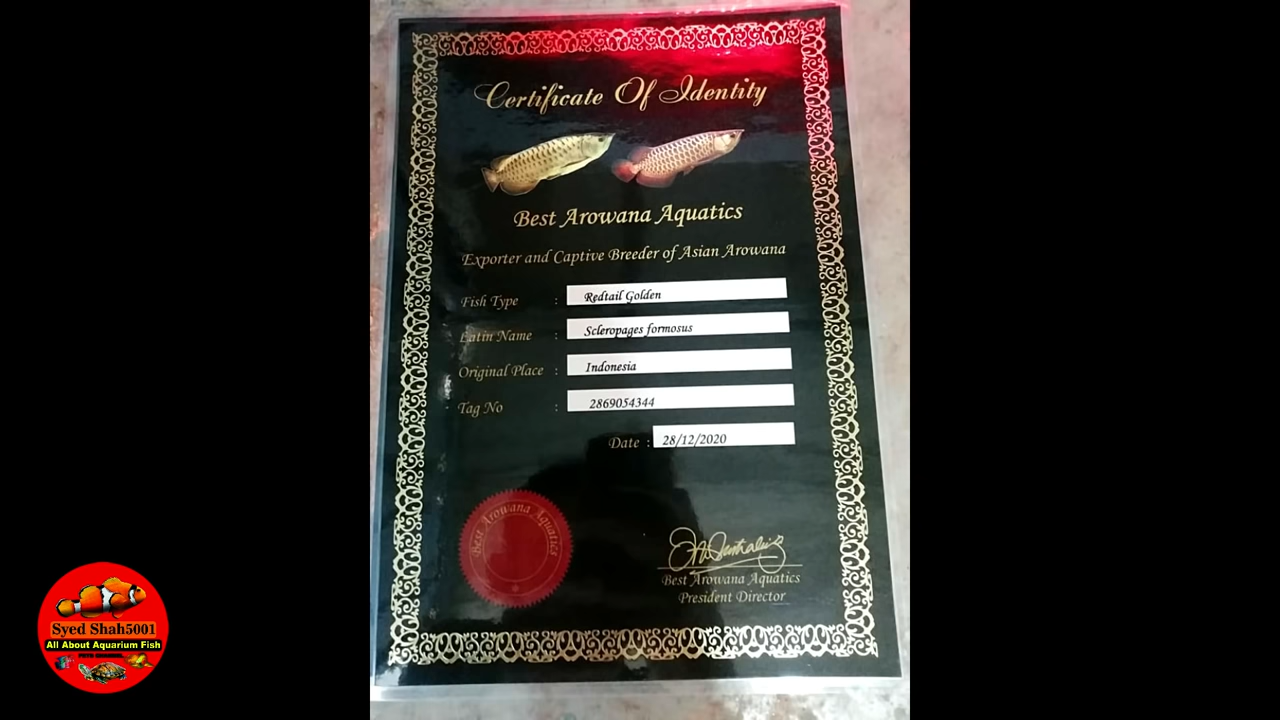 Certificate Of Identity
Best Arowana Aquatics
Exporter and Captive Breeder of Asian Arowana
Fish Type : Redtail Golden
Latin Name : Scleropages formosus
Original Place : Indonesia
Tag No : 2869054344
Date : 28/12/2020
Best Arowana Aquatics
Best Arowana Aquatics
President Director
Syed Shah5001
All About Aquarium Fish